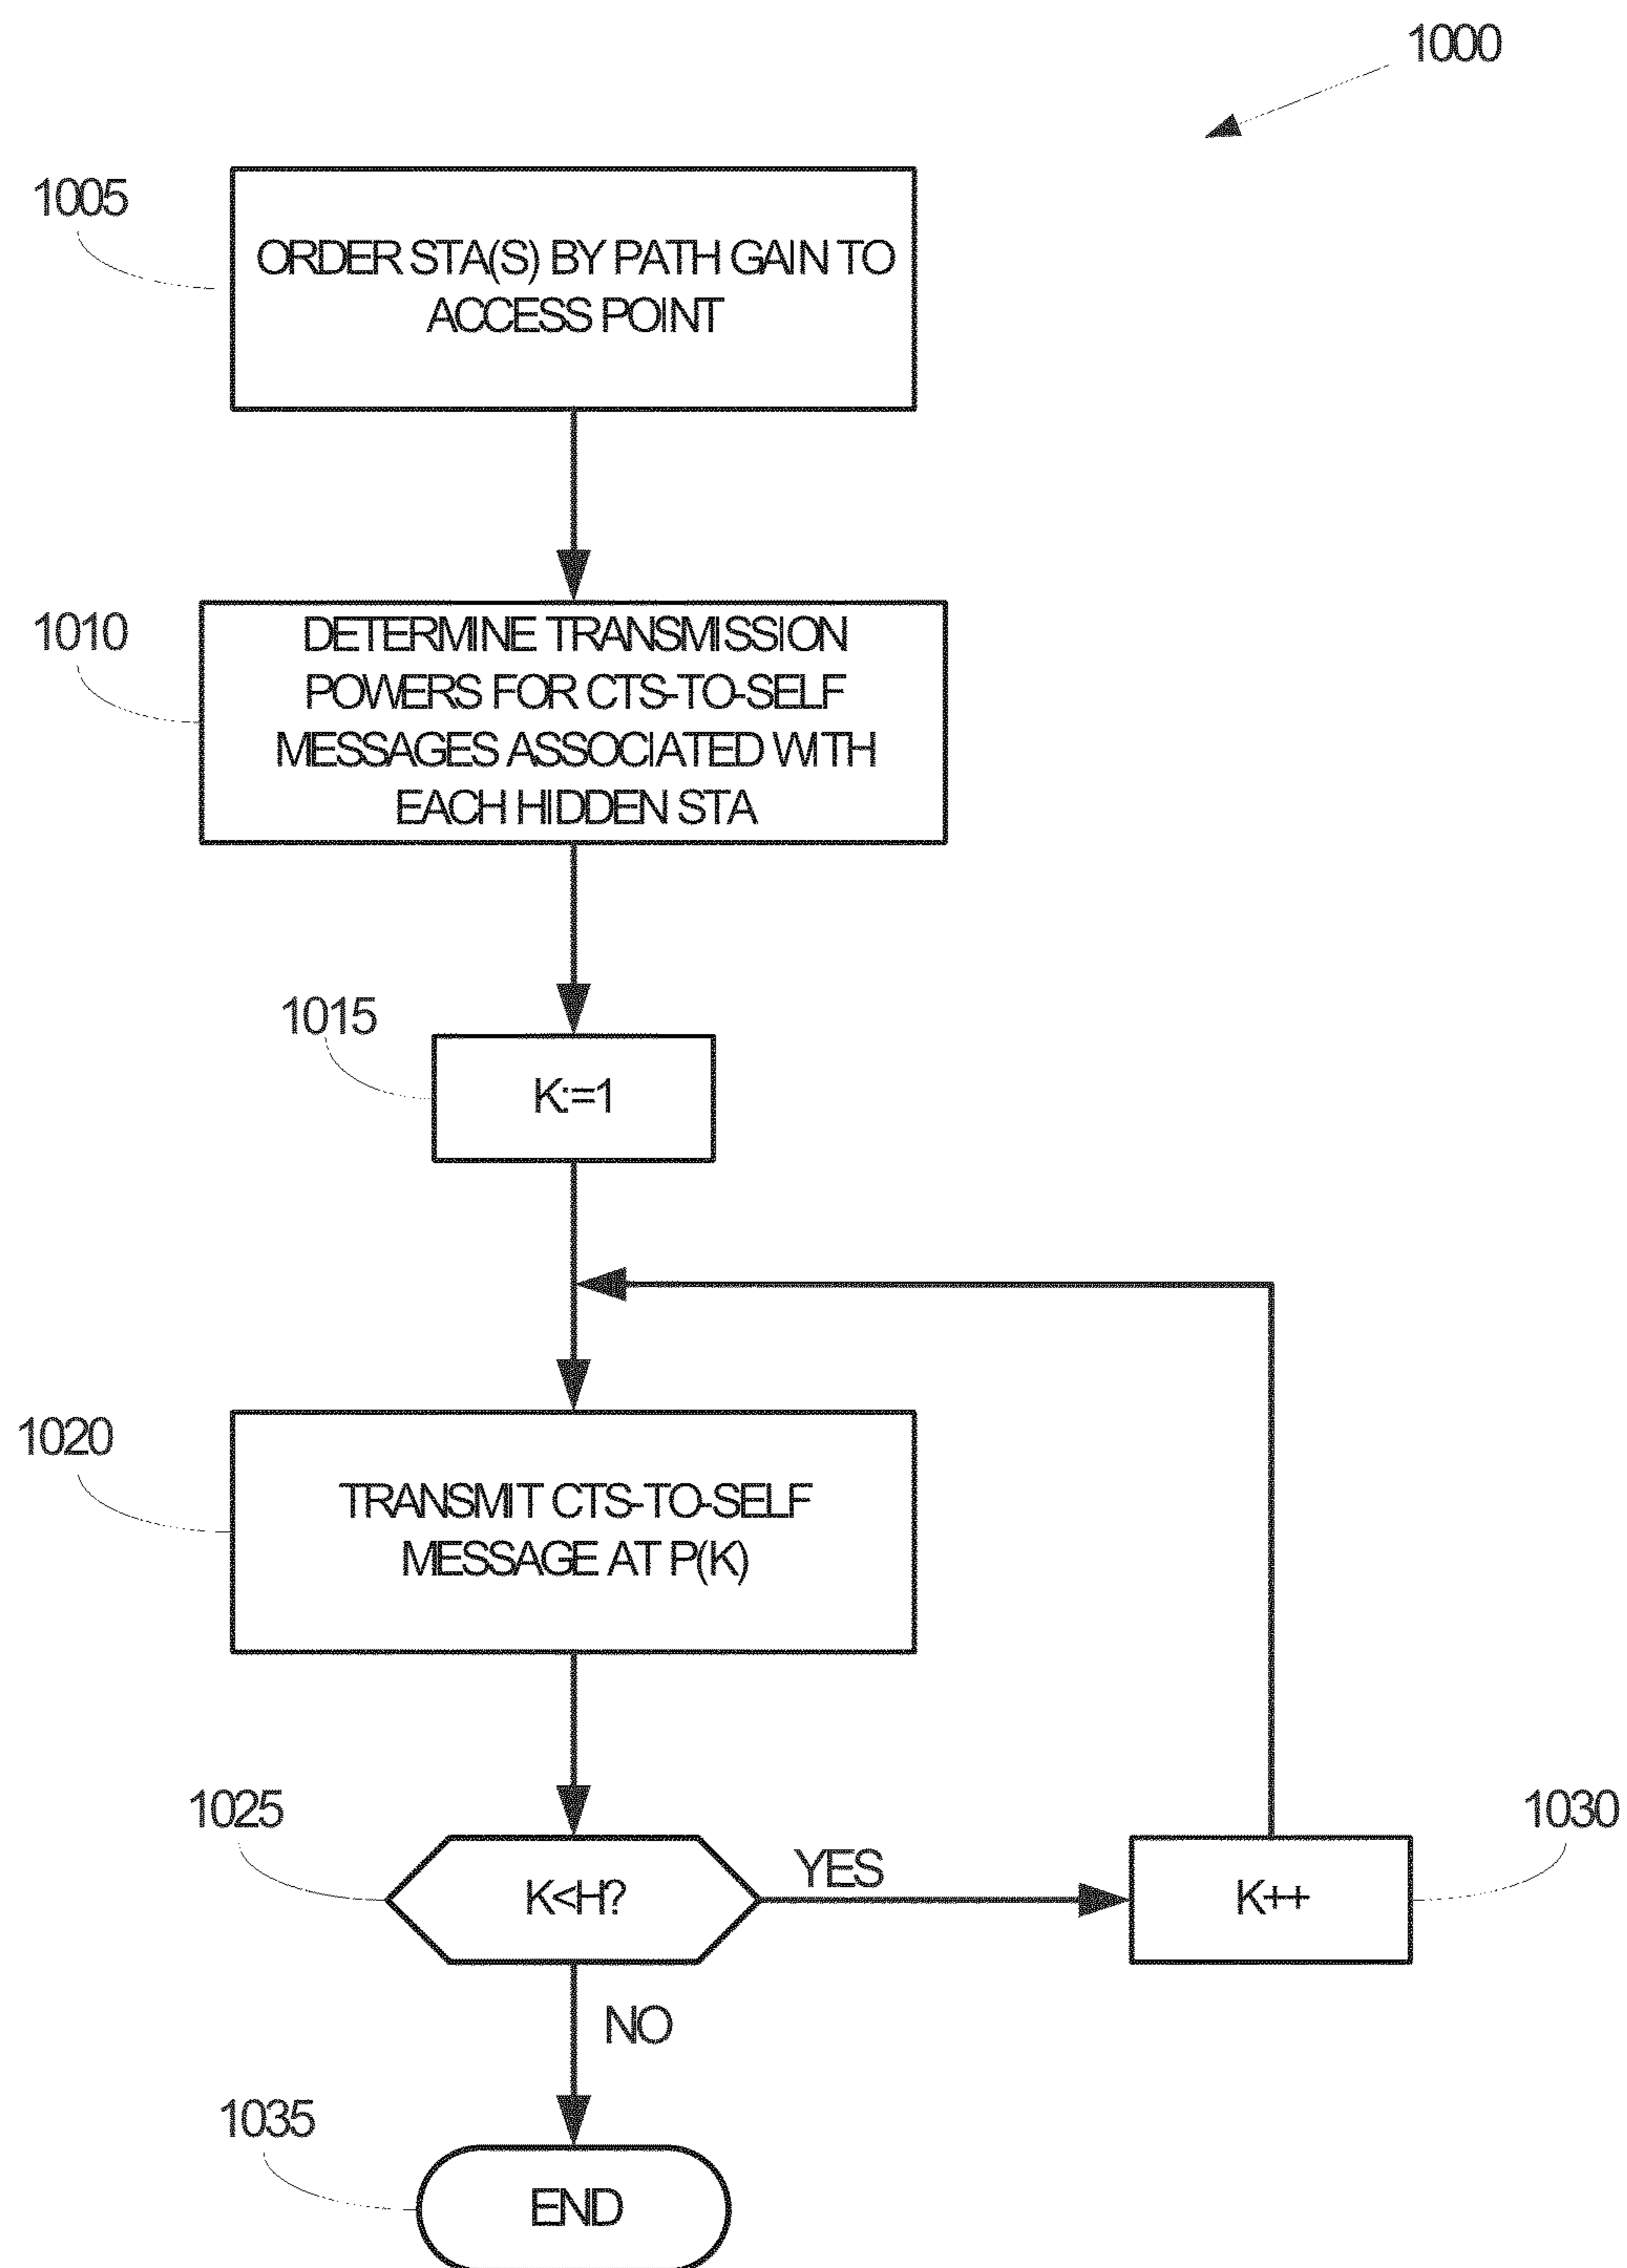 1000
1005
ORDER STA(S) BY PATH GAIN TO
ACCESS POINT
1010
DETERMINE TRANSMISSION
POWERS FOR CTS-TO-SELF
MESSAGES ASSOCIATED WITH
EACH HIDDEN STA
1015
K:=1
1020
TRANSMIT CTS-TO-SELF
MESSAGE AT P(K)
1025
K<H?
YES
1030
K++
NO
1035
END